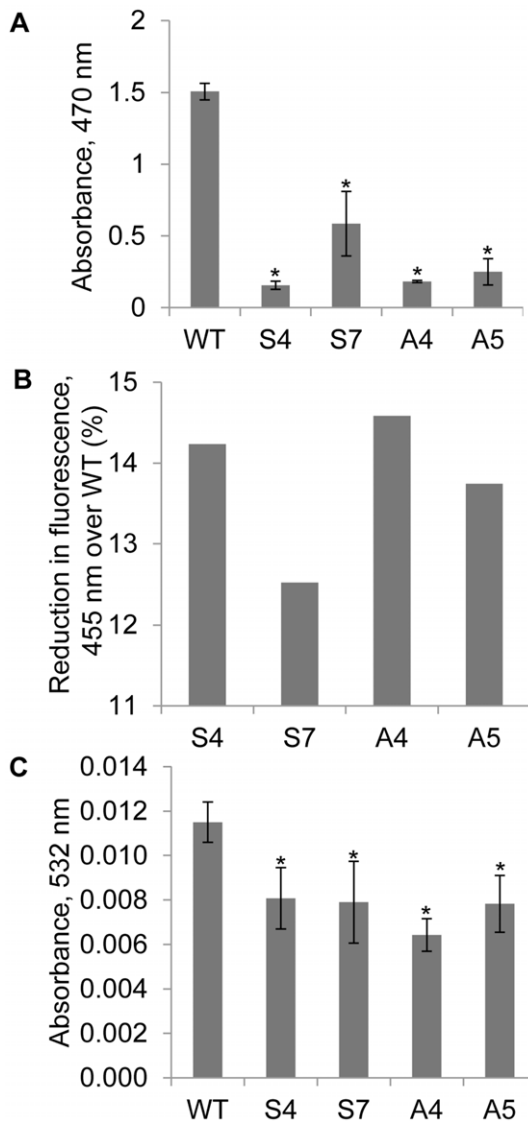 A
Absorbance, 470 nm
2
1.5
1
0.5
0
*
*
*
*
WT S4 S7 A4 A5
B
Reduction in fluorescence,
455 nm over WT (%)
15
14
13
12
11
S4 S7 A4 A5
C
Absorbance, 532 nm
0.014
0.012
0.010
0.008
0.006
0.004
0.002
0.000
*
*
*
*
WT S4 S7 A4 A5